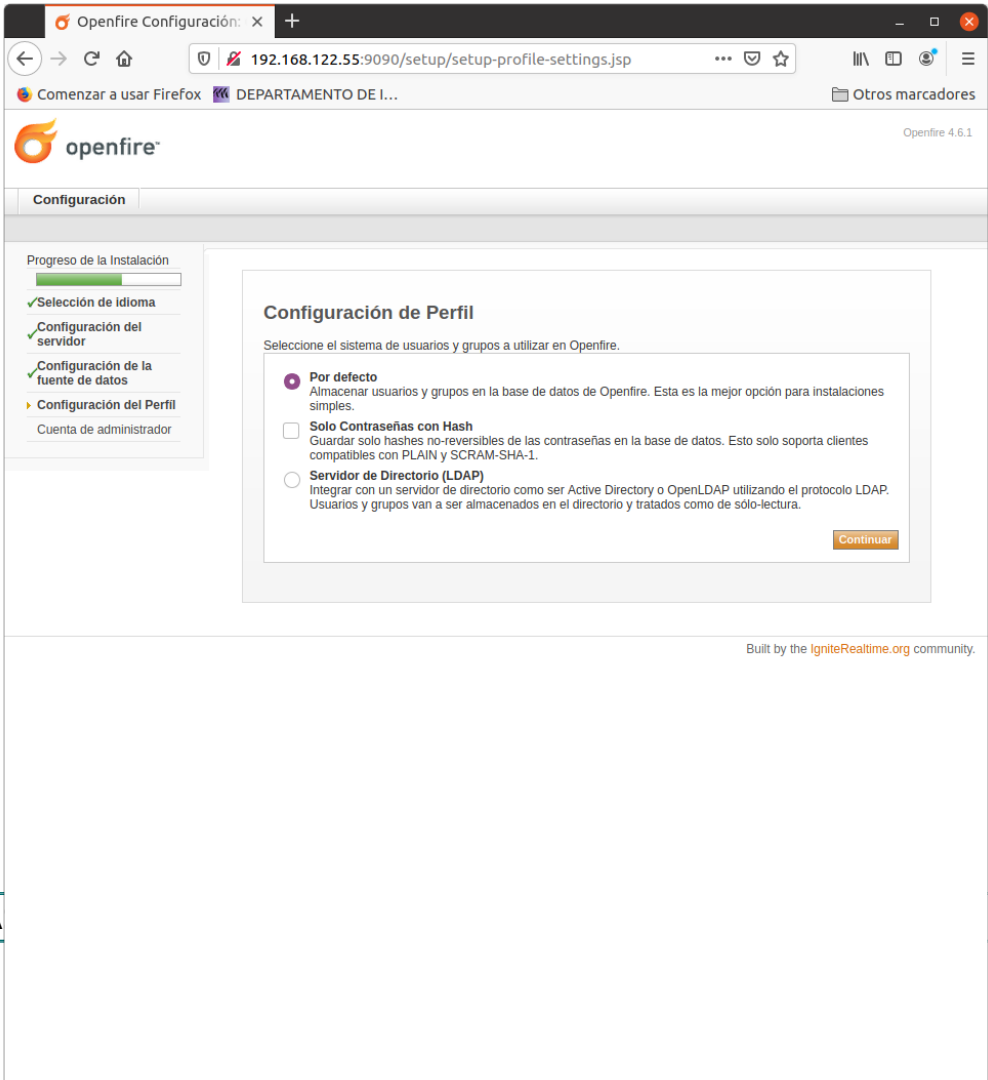 Openfire Configuración:
192.168.122.55:9090/setup/setup-profile-settings.jsp
Comenzar a usar Firefox
DEPARTAMENTO DE I...
Otros marcadores
openfire
Openfire 4.6.1
Configuración
Progreso de la Instalación
Selección de idioma
Configuración del
servidor
Configuración de la
fuente de datos
Configuración del Perfil
Cuenta de administrador
Configuración de Perfil
Seleccione el sistema de usuarios y grupos a utilizar en Openfire.
Por defecto
Almacenar usuarios y grupos en la base de datos de Openfire. Esta es la mejor opción para instalaciones
simples.
Solo Contraseñas con Hash
Guardar solo hashes no-reversibles de las contraseñas en la base de datos. Esto solo soporta clientes
compatibles con PLAIN y SCRAM-SHA-1.
Servidor de Directorio (LDAP)
Integrar con un servidor de directorio como ser Active Directory o OpenLDAP utilizando el protocolo LDAP.
Usuarios y grupos van a ser almacenados en el directorio y tratados como de sólo-lectura.
Continuar
Built by the IgniteRealtime.org community.